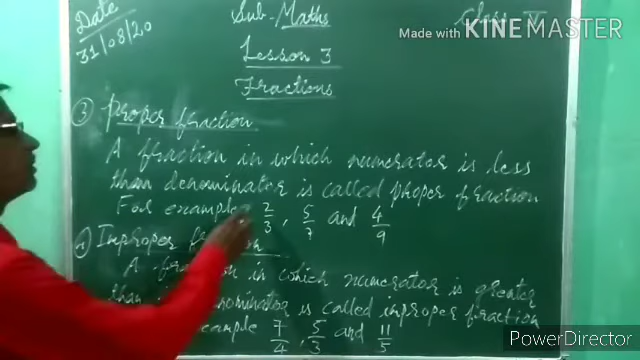 Date
31/08/20
Sub- Maths
Class V
Made with KINEMASTER
Lesson 3
Fractions
③ Proper fraction
A fraction in which numerator is less
than denominator is called proper fraction
For example 2/3, 5/7 and 4/9
④ Improper
A fraction in which numerator is greater
than denominator is called improper fraction
example 7/4, 5/3 and 11/5
PowerDirector